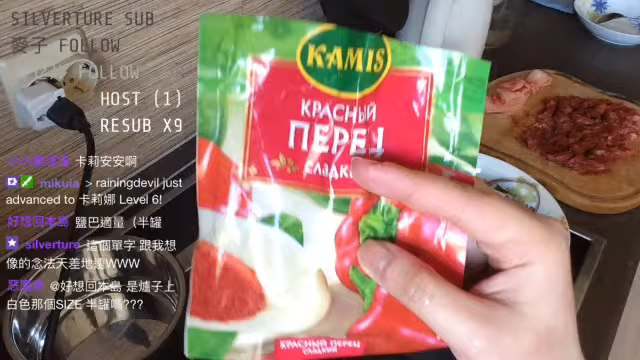 SILVERTURE SUB
麥子 FOLLOW
FOLLOW
HOST (1)
RESUB X9
卡莉安安啊
mikuia > rainingdevil just
advanced to 卡莉娜 Level 6!
好想回本島 鹽巴適量（半罐
silverture 這個單字 跟我想
像的念法天差地遠WWW
@好想回本島 是爐子上
白色那個SIZE 半罐嗎???
KAMIS
КРАСНЫЙ
ПЕРЕЦ
СЛАДКИЙ
КРАСНЫЙ ПЕРЕЦ
СЛАДКИЙ